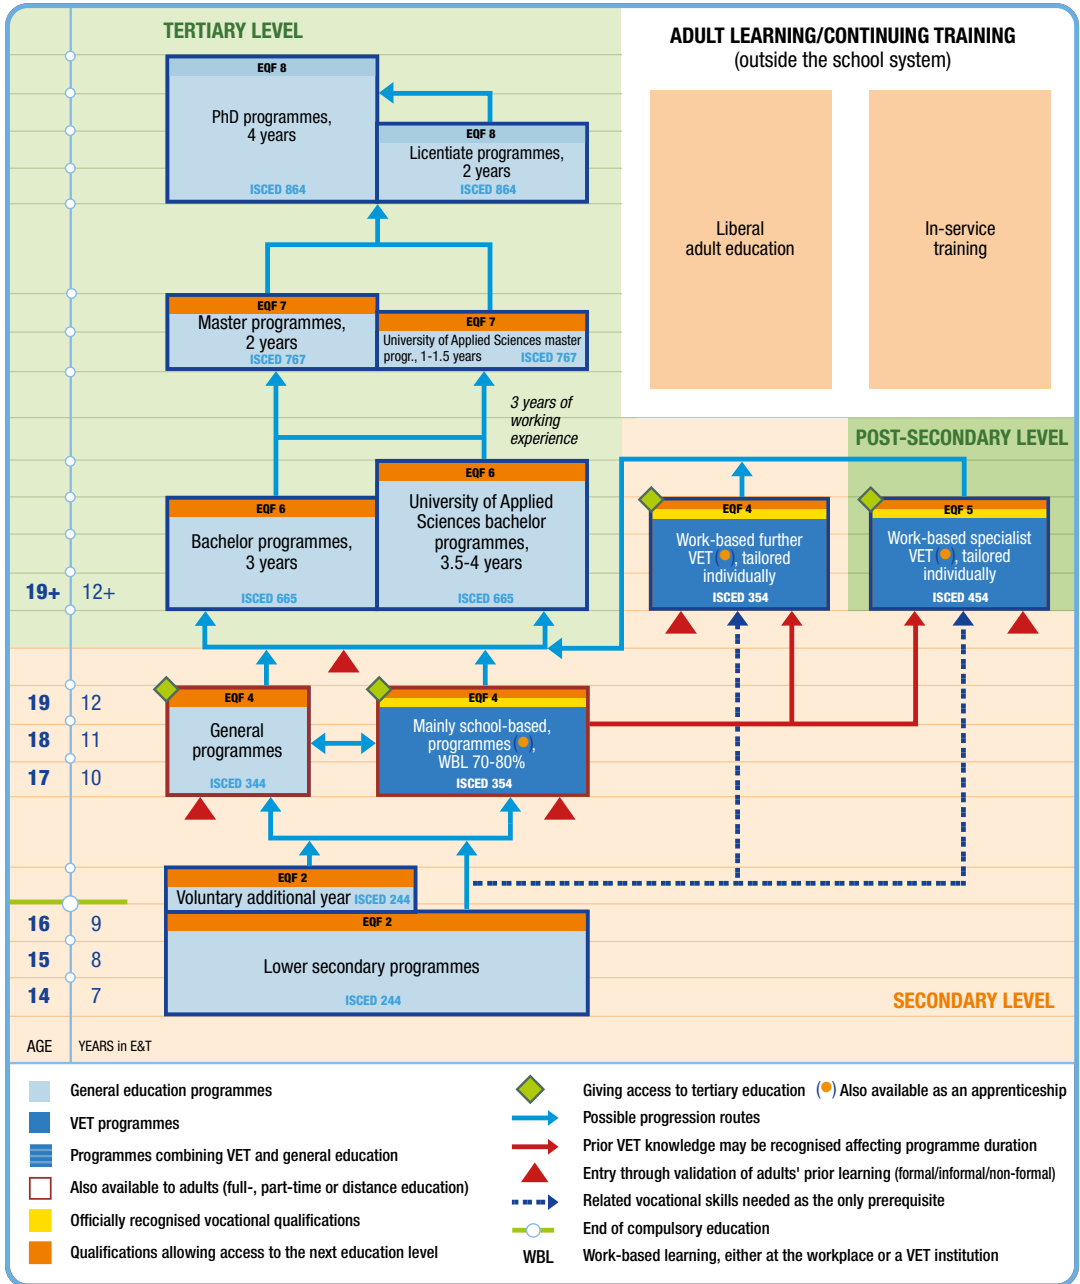 TERTIARY LEVEL
ADULT LEARNING/CONTINUING TRAINING
(outside the school system)
EQF 8
PhD programmes,
4 years
ISCED 864
EQF 8
Licentiate programmes,
2 years
ISCED 864
Liberal
adult education
In-service
training
EQF 7
Master programmes,
2 years
ISCED 767
EQF 7
University of Applied Sciences master
progr., 1-1.5 years ISCED 767
3 years of
working
experience
POST-SECONDARY LEVEL
EQF 6
Bachelor programmes,
3 years
ISCED 665
EQF 6
University of Applied
Sciences bachelor
programmes,
3.5-4 years
ISCED 665
EQF 4
Work-based further
VET ( ), tailored
individually
ISCED 354
EQF 5
Work-based specialist
VET ( ), tailored
individually
ISCED 454
19+ 12+
19 12
18 11
17 10
EQF 4
General
programmes
ISCED 344
EQF 4
Mainly school-based,
programmes ( ),
WBL 70-80%
ISCED 354
EQF 2
Voluntary additional year ISCED 244
EQF 2
Lower secondary programmes
ISCED 244
16 9
15 8
14 7
SECONDARY LEVEL
AGE YEARS in E&T
General education programmes
VET programmes
Programmes combining VET and general education
Also available to adults (full-, part-time or distance education)
Officially recognised vocational qualifications
Qualifications allowing access to the next education level
Giving access to tertiary education ( ) Also available as an apprenticeship
Possible progression routes
Prior VET knowledge may be recognised affecting programme duration
Entry through validation of adults' prior learning (formal/informal/non-formal)
Related vocational skills needed as the only prerequisite
End of compulsory education
WBL Work-based learning, either at the workplace or a VET institution